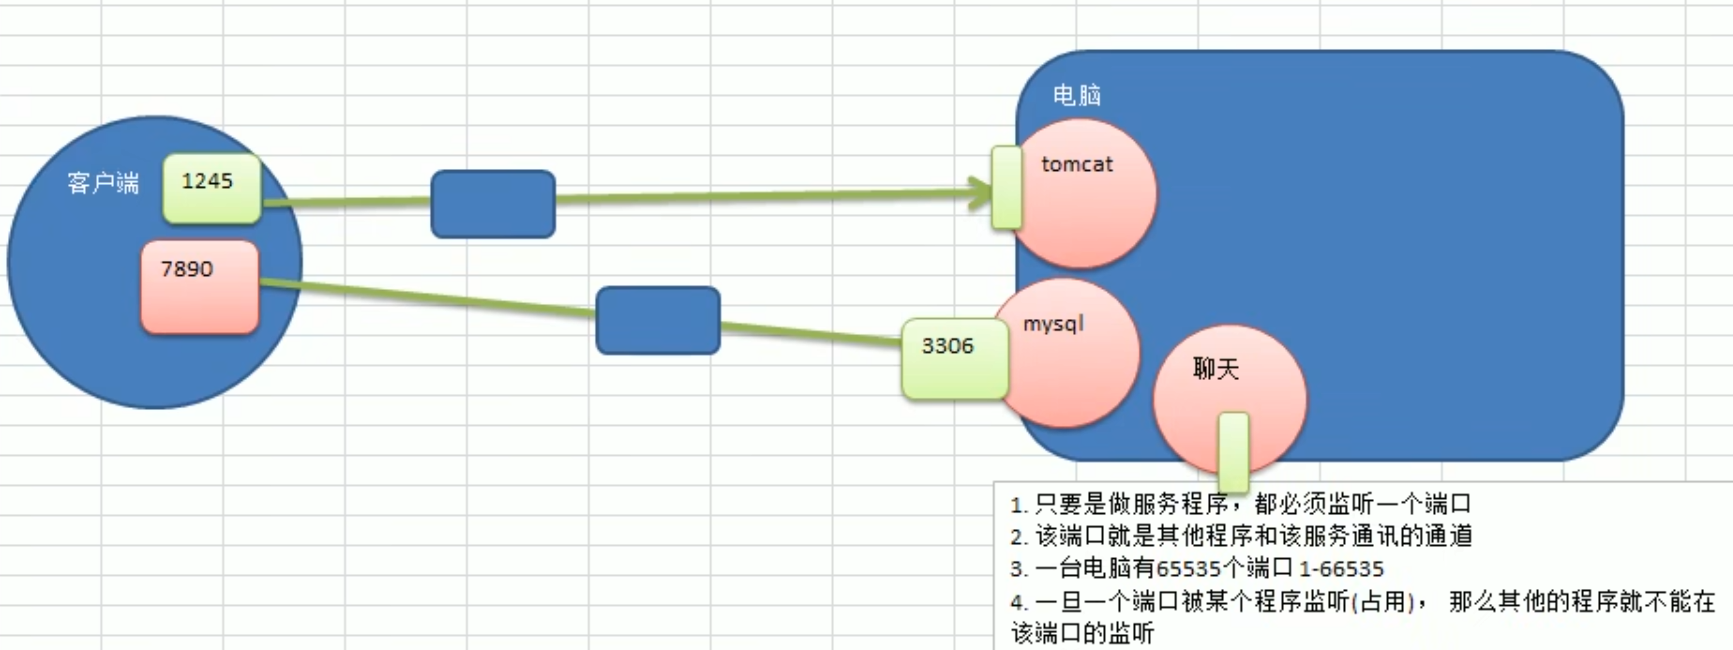 电脑
客户端
1245
tomcat
7890
mysql
3306
聊天
1. 只要是做服务程序，都必须监听一个端口
2. 该端口就是其他程序和该服务通讯的通道
3. 一台电脑有65535个端口 1-66535
4. 一旦一个端口被某个程序监听(占用)， 那么其他的程序就不能在
该端口的监听